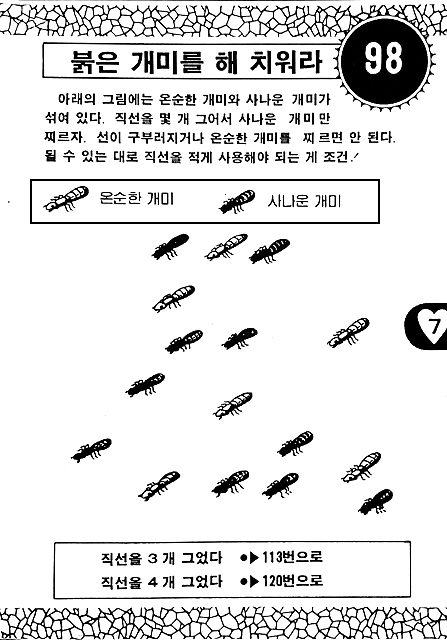 붉은 개미를 해 치워라
98
아래의 그림에는 온순한 개미와 사나운 개미가
섞여 있다. 직선을 몇 개 그어서 사나운 개미만
찌르자. 선이 구부러지거나 온순한 개미를 찌르면 안 된다.
될 수 있는 대로 직선을 적게 사용해야 되는 게 조건!
온순한 개미 사나운 개미
7
직선을 3 개 그었다 ●▶113번으로
직선을 4 개 그었다 ●▶120번으로